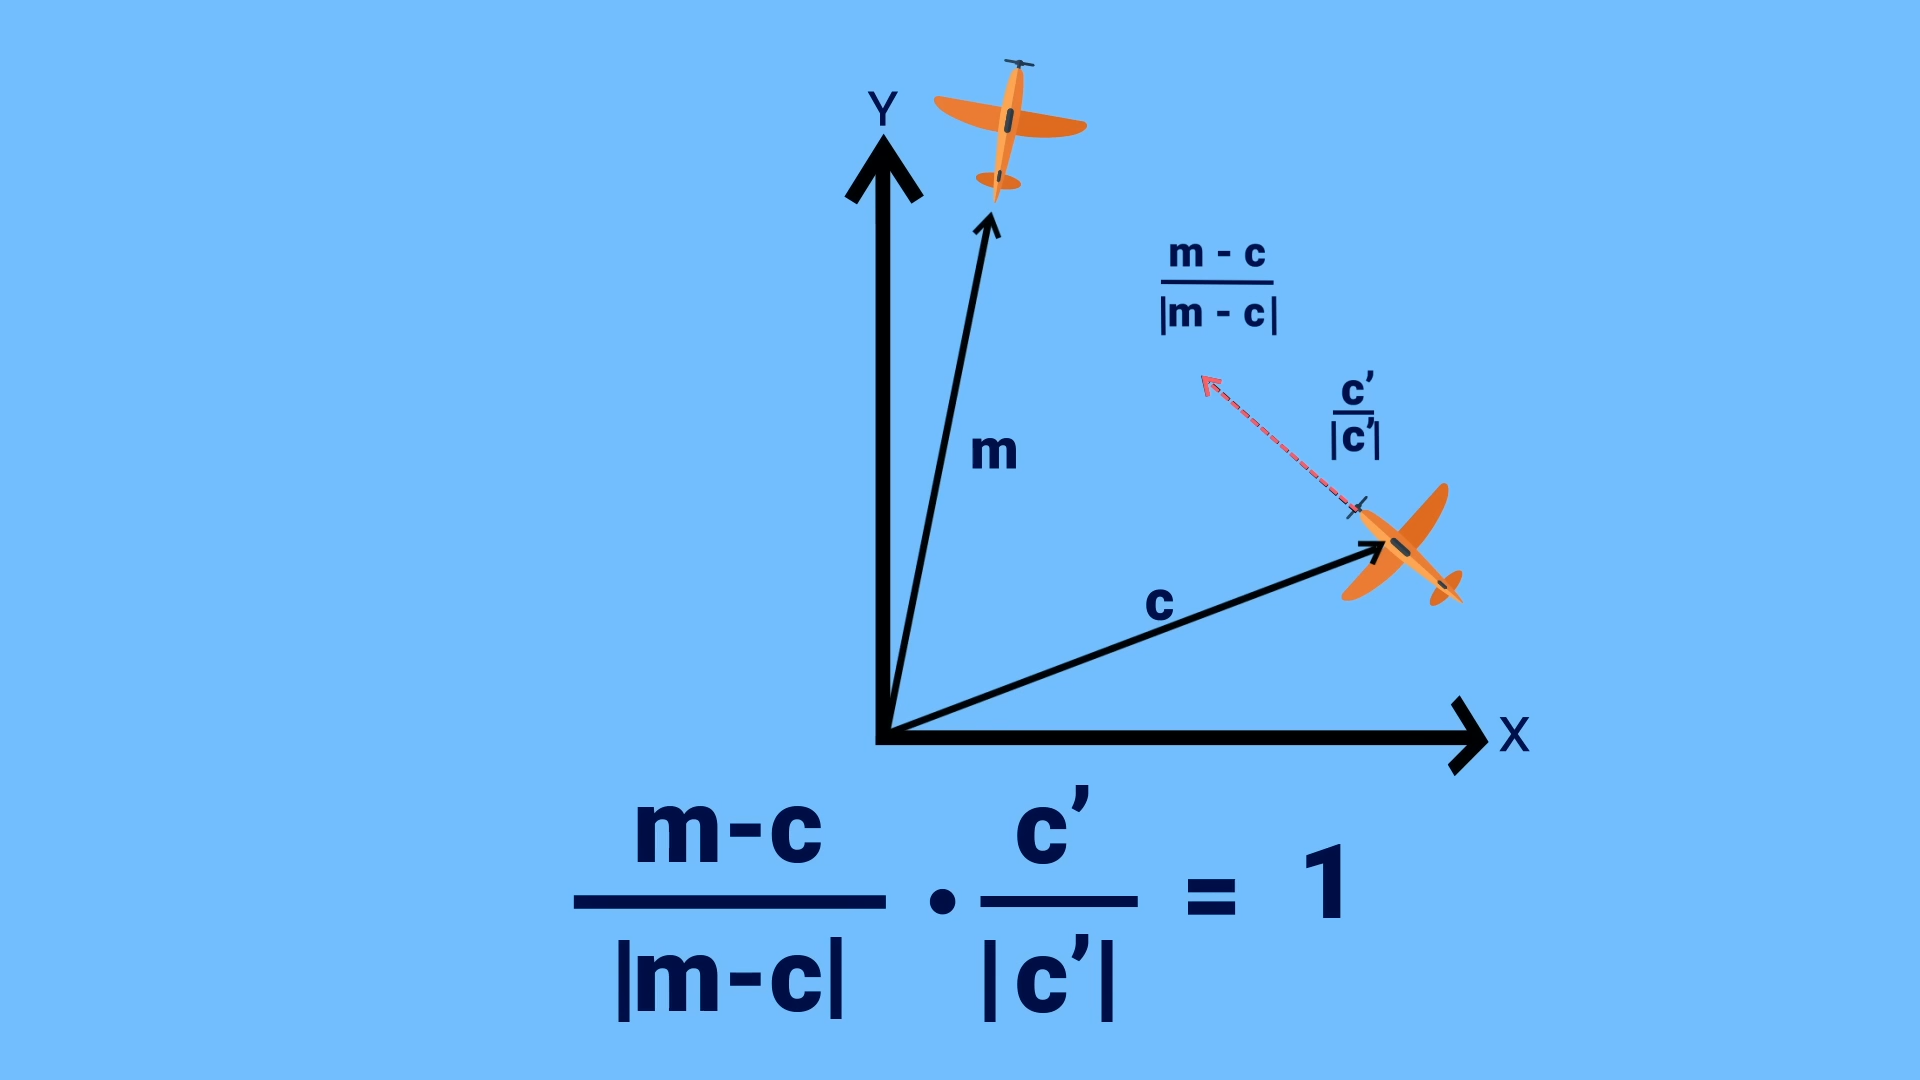 Y
m - c
|m - c|
c’
|c’|
m
c
X
m-c c’
• = 1
|m-c| |c’|